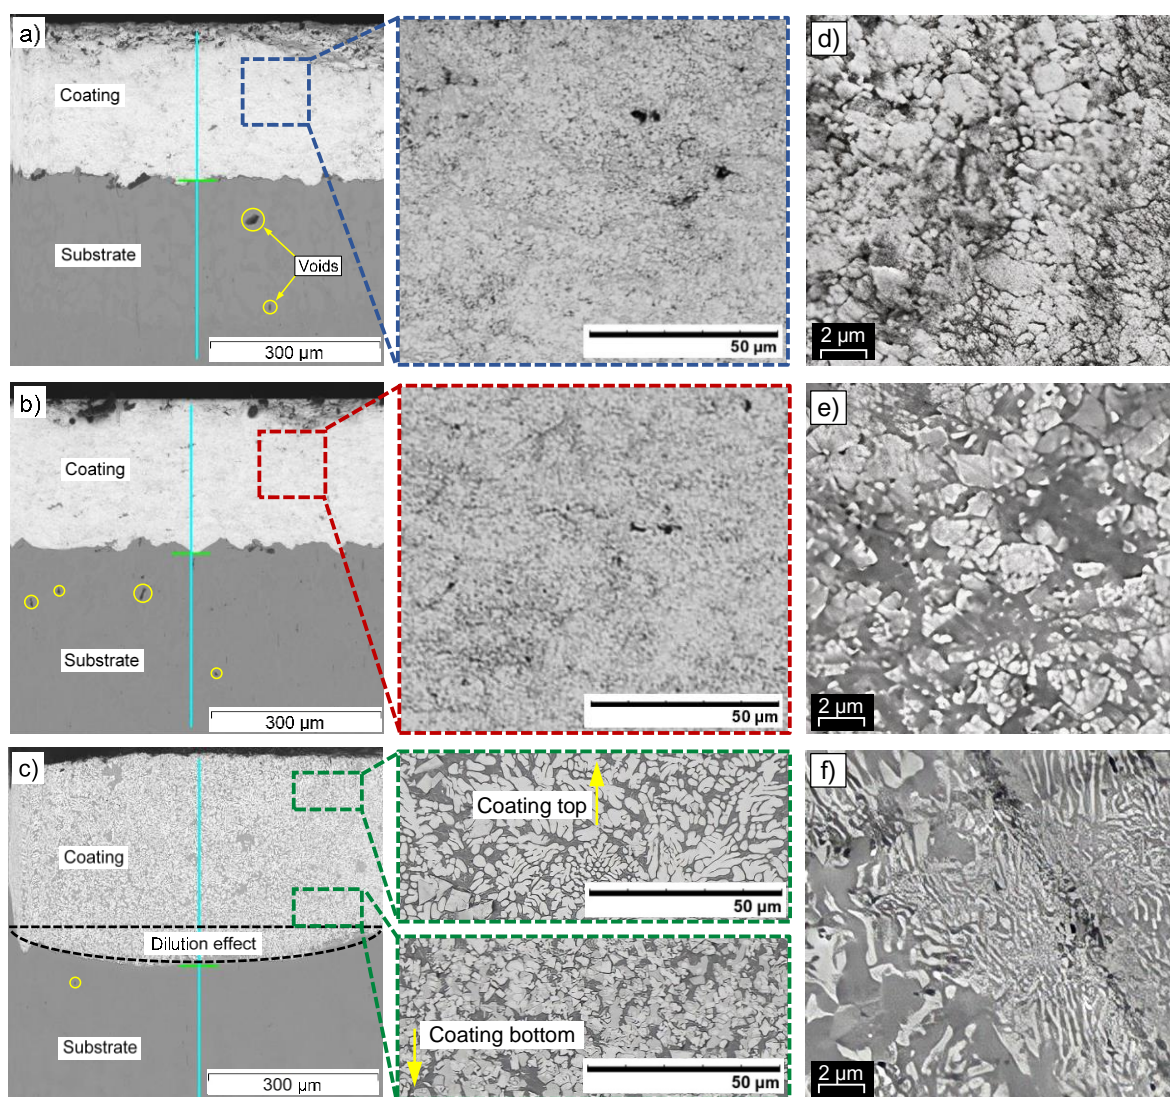 a)
Coating
Substrate
Voids
300 µm
50 µm
d)
2 µm
b)
Coating
Substrate
300 µm
50 µm
e)
2 µm
c)
Coating
Dilution effect
Substrate
300 µm
Coating top
50 µm
Coating bottom
50 µm
f)
2 µm